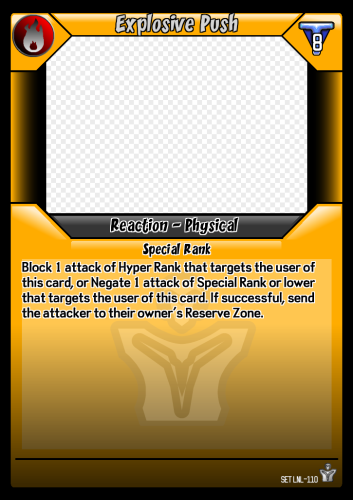 Explosive Push
8
Reaction - Physical
Special Rank
Block 1 attack of Hyper Rank that targets the user of
this card, or Negate 1 attack of Special Rank or lower
that targets the user of this card. If successful, send
the attacker to their owner's Reserve Zone.
SET LNL-110